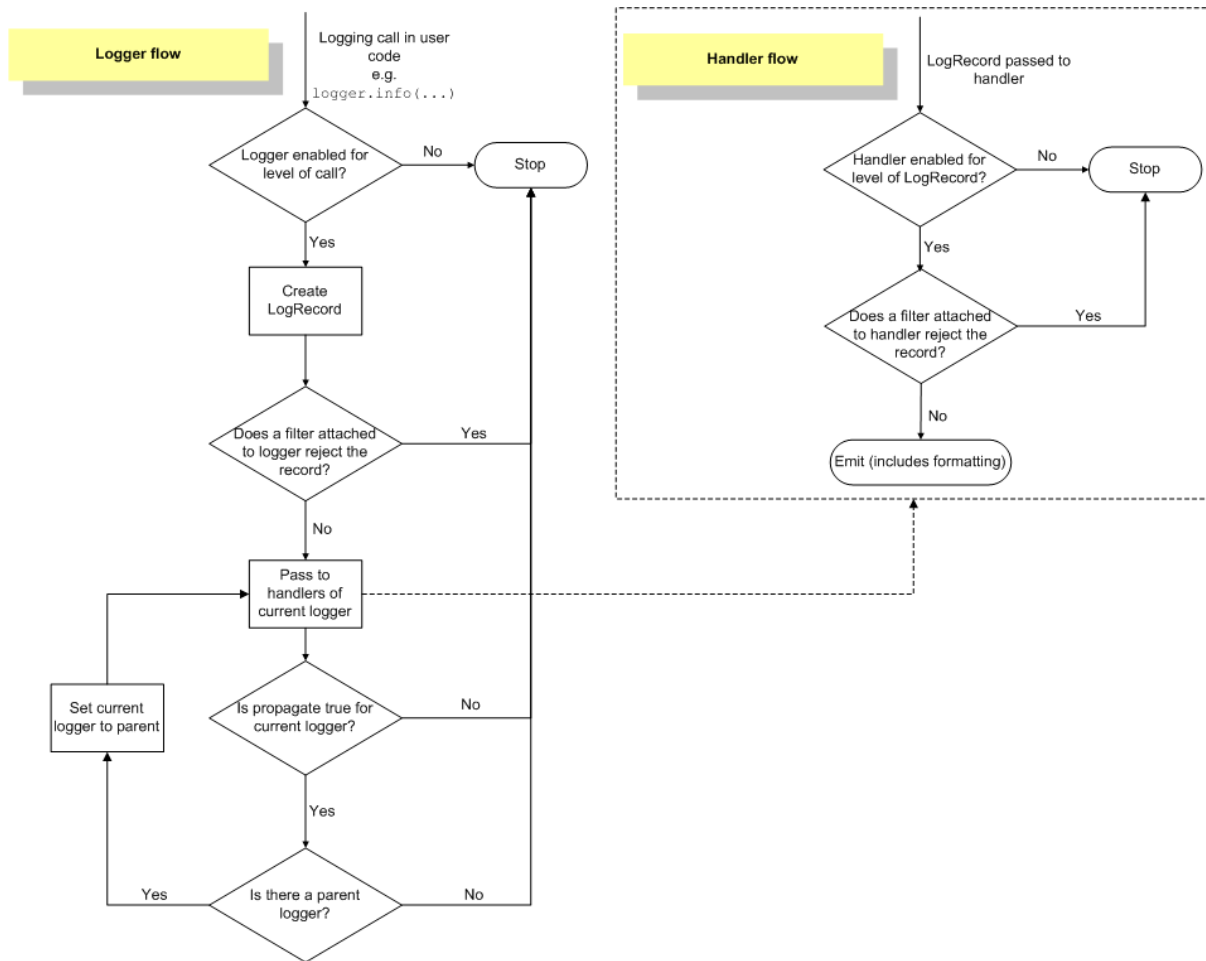 Logger flow
Logging call in user
code
e.g.
logger.info(...)
Logger enabled for
level of call?
No
Stop
Yes
Create
LogRecord
Does a filter attached
to logger reject the
record?
Yes
No
Pass to
handlers of
current logger
Set current
logger to parent
Is propagate true for
current logger?
No
Yes
Is there a parent
logger?
Yes
No
Handler flow
LogRecord passed to
handler
Handler enabled for
level of LogRecord?
No
Stop
Yes
Does a filter attached
to handler reject the
record?
Yes
No
Emit (includes formatting)